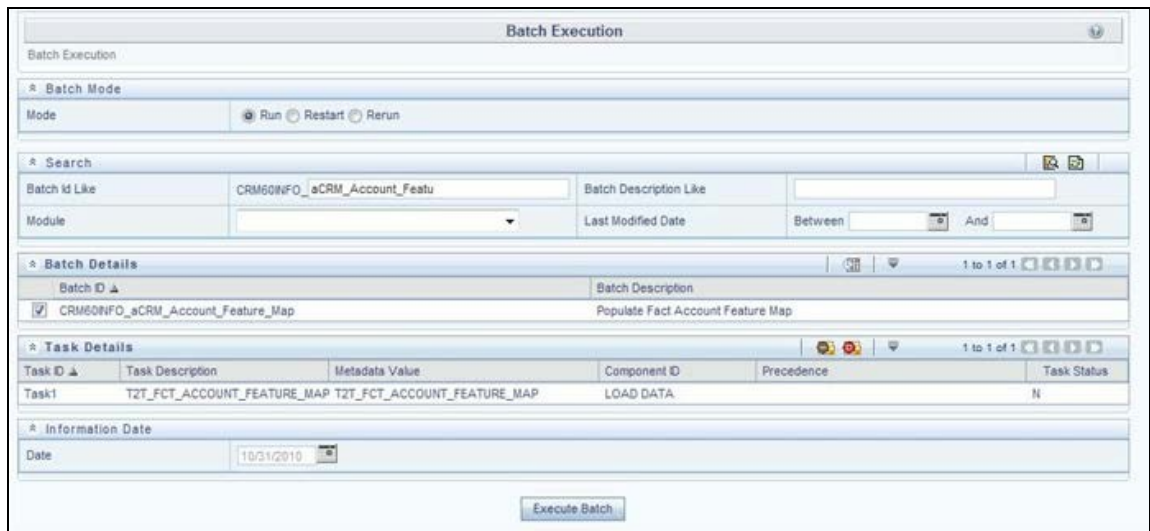 Batch Execution
Batch Execution
Batch Mode
Mode Run Restart Rerun
Search
Batch Id Like CRM60INFO_ aCRM_Account_Featu Batch Description Like
Module Last Modified Date Between And
Batch Details 1 to 1 of 1
Batch ID Batch Description
CRM60INFO_aCRM_Account_Feature_Map Populate Fact Account Feature Map
Task Details 1 to 1 of 1
Task ID Task Description Metadata Value Component ID Precedence Task Status
Task1 T2T_FCT_ACCOUNT_FEATURE_MAP T2T_FCT_ACCOUNT_FEATURE_MAP LOAD DATA N
Information Date
Date 10/31/2010
Execute Batch